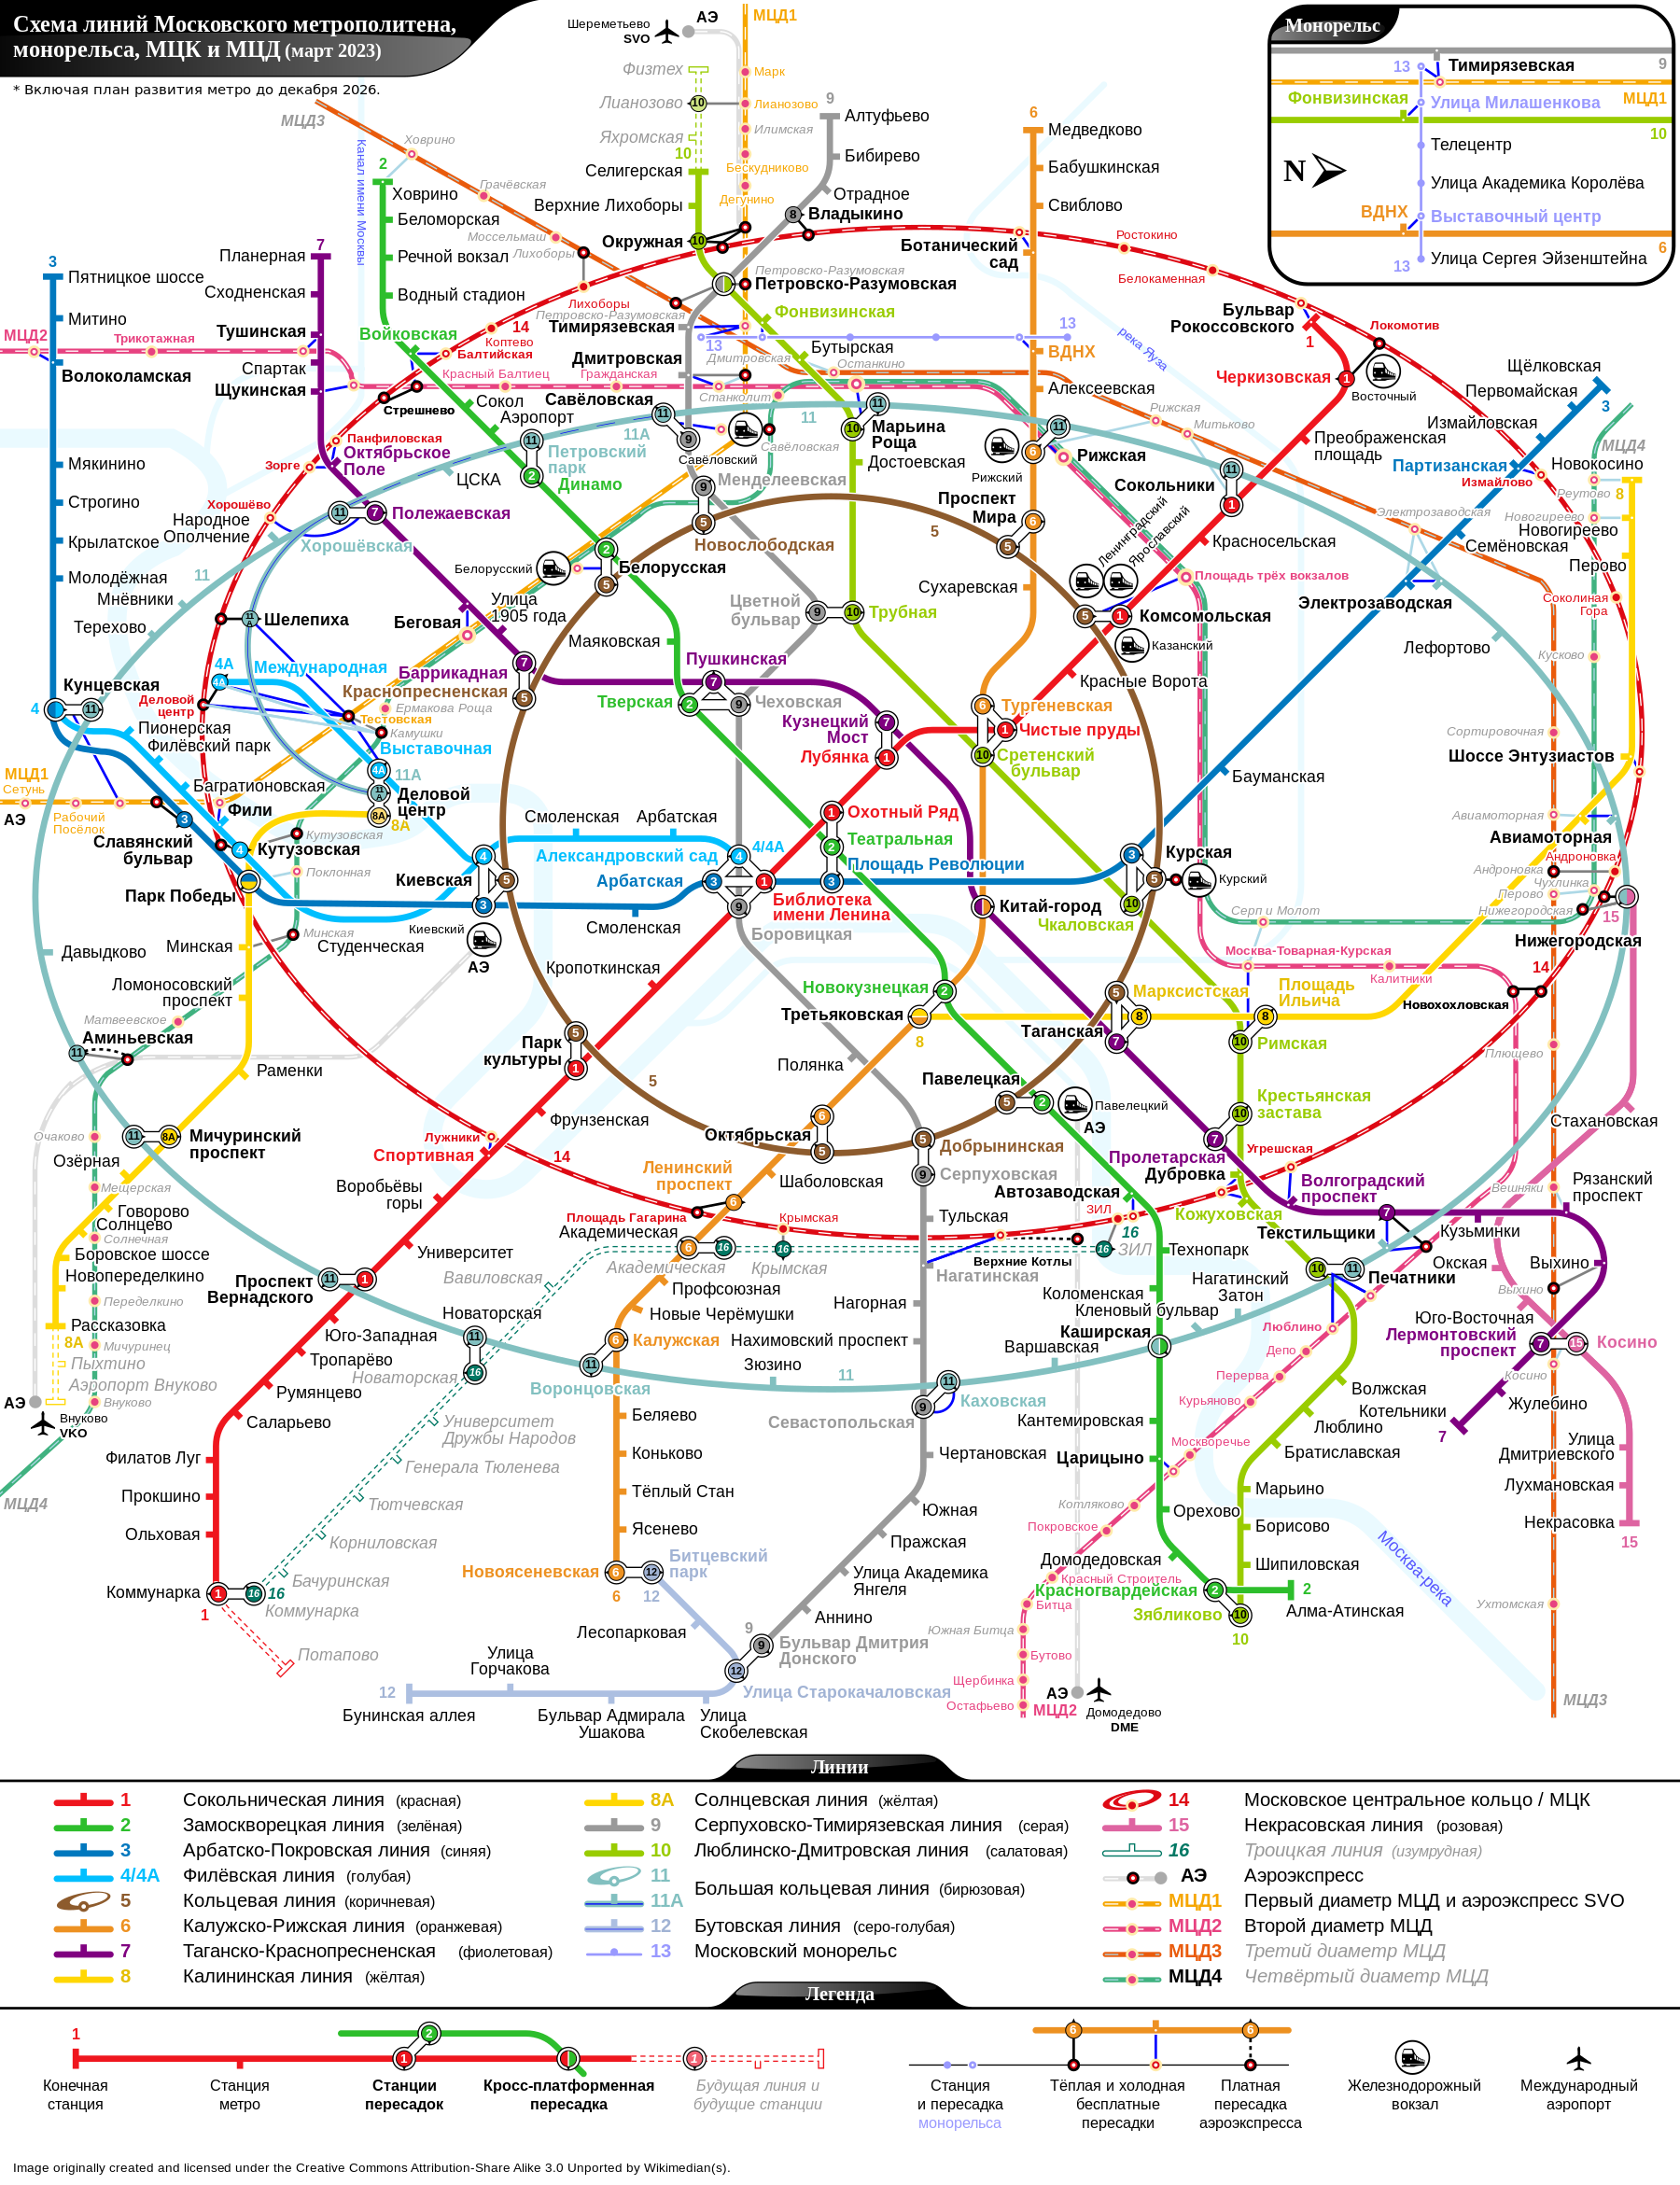 Схема линий Московского метрополитена,
монорельса, МЦК и МЦД (март 2023)
* Включая план развития метро до декабря 2026.
Монорельс
13
Тимирязевская
9
Фонвизинская
Улица Милашенкова
МЦД1
10
Телецентр
N
Улица Академика Королёва
ВДНХ
Выставочный центр
6
13
Улица Сергея Эйзенштейна
Шереметьево
SVO
АЭ
МЦД1
Физтех
Марк
Лианозово
10
Лианозово
9
Алтуфьево
6
Медведково
МЦД3
Яхромская
Илимская
Ховрино
Канал имени Москвы
2
10
Бибирево
Бабушкинская
Селигерская
Бескудниково
Грачёвская
Ховрино
Верхние Лихоборы
Дегунино
Отрадное
Свиблово
Беломорская
8
Владыкино
Моссельмаш
Окружная
10
Ботанический
сад
Ростокино
Планерная
7
Речной вокзал
Лихоборы
3
Пятницкое шоссе
Петровско-Разумовская
Петровско-Разумовская
Белокаменная
Сходненская
Водный стадион
Лихоборы
Петровско-Разумовская
Фонвизинская
Бульвар
Рокоссовского
Митино
Тушинская
14
Тимирязевская
13
13
река Яуза
Локомотив
МЦД2
Трикотажная
Войковская
Коптево
Балтийская
Бутырская
ВДНХ
1
Волоколамская
Спартак
Дмитровская
Дмитровская
Останкино
Щёлковская
Щукинская
Красный Балтиец
Гражданская
Алексеевская
Черкизовская
1
Восточный
Первомайская
3
Стрешнево
Сокол
Аэропорт
Савёловская
Станколит
11
Рижская
Митьково
Измайловская
МЦД4
Панфиловская
Октябрьское
Поле
11А
Савёловский
Савёловская
Марьина
Роща
Рижский
Рижская
Преображенская
площадь
Партизанская
Новокосино
Мякинино
Зорге
ЦСКА
Петровский
парк
Динамо
Менделеевская
Достоевская
Сокольники
Измайлово
Реутово
8
Строгино
Хорошёво
Народное
Ополчение
Полежаевская
Проспект
Мира
Ленинградский
Ярославский
Электрозаводская
Новогиреево
Новогиреево
Крылатское
Хорошёвская
Новослободская
5
Красносельская
Семёновская
Перово
Молодёжная
11
Белорусский
Белорусская
Сухаревская
Площадь трёх вокзалов
Мнёвники
Улица
1905 года
Цветной
бульвар
Трубная
Комсомольская
Электрозаводская
Соколиная
Гора
Терехово
Шелепиха
Беговая
Маяковская
Казанский
Лефортово
Кусково
4А
Международная
Баррикадная
Пушкинская
Красные Ворота
Кунцевская
Краснопресненская
Тверская
Чеховская
Тургеневская
4
Деловой
центр
Ермакова Роща
Тестовская
Камушки
Кузнецкий
Мост
Чистые пруды
Сортировочная
Пионерская
Филёвский парк
Выставочная
Лубянка
Сретенский
бульвар
Шоссе Энтузиастов
МЦД1
Сетунь
Багратионовская
11А
Деловой
центр
Бауманская
АЭ
Рабочий
Посёлок
Фили
8А
Смоленская
Арбатская
Охотный Ряд
Авиамоторная
Славянский
бульвар
Кутузовская
Кутузовская
Александровский сад
4/4А
Театральная
Авиамоторная
Поклонная
Киевская
Арбатская
Площадь Революции
Курская
Андроновка
Андроновка
Парк Победы
Курский
Чухлинка
Перово
Библиотека
имени Ленина
Китай-город
Нижегородская
15
Минская
Киевский
Смоленская
Боровицкая
Чкаловская
Серп и Молот
Нижегородская
Давыдково
Минская
Студенческая
АЭ
Кропоткинская
Москва-Товарная-Курская
14
Ломоносовский
проспект
Новокузнецкая
Марксистская
Площадь
Ильича
Калитники
Новохохловская
Матвеевское
Третьяковская
8
Таганская
Римская
Аминьевская
Парк
культуры
Полянка
Плющево
Раменки
5
Павелецкая
Павелецкий
АЭ
Крестьянская
застава
Очаково
Мичуринский
проспект
Фрунзенская
Лужники
Октябрьская
Добрынинская
Стахановская
Озёрная
Спортивная
14
Ленинский
проспект
Серпуховская
Пролетарская
Дубровка
Угрешская
Мещерская
Воробьёвы
горы
Шаболовская
Автозаводская
Волгоградский
проспект
Вешняки
Рязанский
проспект
Говорово
Солнцево
Площадь Гагарина
Академическая
Крымская
Тульская
ЗИЛ
16
Кожуховская
Солнечная
Боровское шоссе
Университет
Вавиловская
Академическая
Крымская
Верхние Котлы
ЗИЛ
Технопарк
Текстильщики
Кузьминки
Новопеределкино
Проспект
Вернадского
Профсоюзная
Нагатинская
Нагатинский
Затон
Печатники
Окская
Выхино
Переделкино
Новаторская
Новые Черёмушки
Нагорная
Коломенская
Кленовый бульвар
Выхино
Рассказовка
8А
Юго-Западная
Калужская
Нахимовский проспект
Каширская
Люблино
Юго-Восточная
Мичуринец
Пыхтино
Тропарёво
Новаторская
Зюзино
Варшавская
Депо
Лермонтовский
проспект
Косино
Аэропорт Внуково
Румянцево
Воронцовская
11
Перерва
Косино
АЭ
Внуково
Внуково
VKO
Саларьево
Университет
Дружбы Народов
Беляево
Севастопольская
Каховская
Кантемировская
Курьяново
Волжская
Люблино
Котельники
Жулебино
Филатов Луг
Генерала Тюленева
Коньково
Чертановская
Царицыно
Москворечье
Братиславская
7
Улица
Дмитриевского
МЦД4
Прокшино
Тютчевская
Тёплый Стан
Южная
Котляково
Орехово
Марьино
Лухмановская
Ольховая
Корниловская
Ясенево
Пражская
Покровское
Борисово
Некрасовка
15
Новоясеневская
Битцевский
парк
Улица Академика
Янгеля
Домодедовская
Красный Строитель
Шипиловская
Москва-река
Коммунарка
1
16
Бачуринская
Коммунарка
6
12
Аннино
Красногвардейская
Битца
Зябликово
2
Алма-Атинская
10
Ухтомская
Потапово
Лесопарковая
9
Бульвар Дмитрия
Донского
Южная Битца
Улица
Горчакова
Бутово
12
Улица Старокачаловская
Щербинка
Остафьево
МЦД2
АЭ
Домодедово
DME
МЦД3
Бунинская аллея
Бульвар Адмирала
Ушакова
Улица
Скобелевская
Линии
1 Сокольническая линия (красная)
2 Замоскворецкая линия (зелёная)
3 Арбатско-Покровская линия (синяя)
4/4А Филёвская линия (голубая)
5 Кольцевая линия (коричневая)
6 Калужско-Рижская линия (оранжевая)
7 Таганско-Краснопресненская (фиолетовая)
8 Калининская линия (жёлтая)
8А Солнцевская линия (жёлтая)
9 Серпуховско-Тимирязевская линия (серая)
10 Люблинско-Дмитровская линия (салатовая)
11
11А Большая кольцевая линия (бирюзовая)
12 Бутовская линия (серо-голубая)
13 Московский монорельс
14 Московское центральное кольцо / МЦК
15 Некрасовская линия (розовая)
16 Троицкая линия (изумрудная)
АЭ Аэроэкспресс
МЦД1 Первый диаметр МЦД и аэроэкспресс SVO
МЦД2 Второй диаметр МЦД
МЦД3 Третий диаметр МЦД
МЦД4 Четвёртый диаметр МЦД
Легенда
1
2
1
1
6
6
Конечная
станция
Станция
метро
Станции
пересадок
Кросс-платформенная
пересадка
Будущая линия и
будущие станции
Станция
и пересадка
монорельса
Тёплая и холодная
бесплатные
пересадки
Платная
пересадка
аэроэкспресса
Железнодорожный
вокзал
Международный
аэропорт
Image originally created and licensed under the Creative Commons Attribution-Share Alike 3.0 Unported by Wikimedian(s).